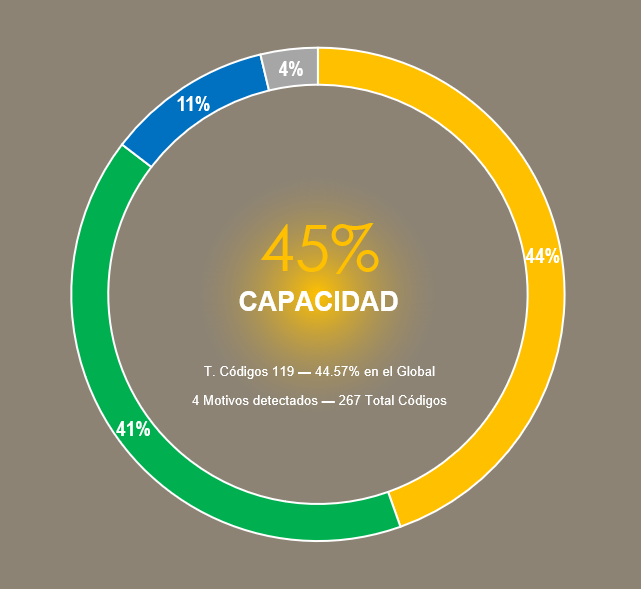 4%
11%
45%
44%
CAPACIDAD
T. Códigos 119 — 44.57% en el Global
4 Motivos detectados — 267 Total Códigos
41%